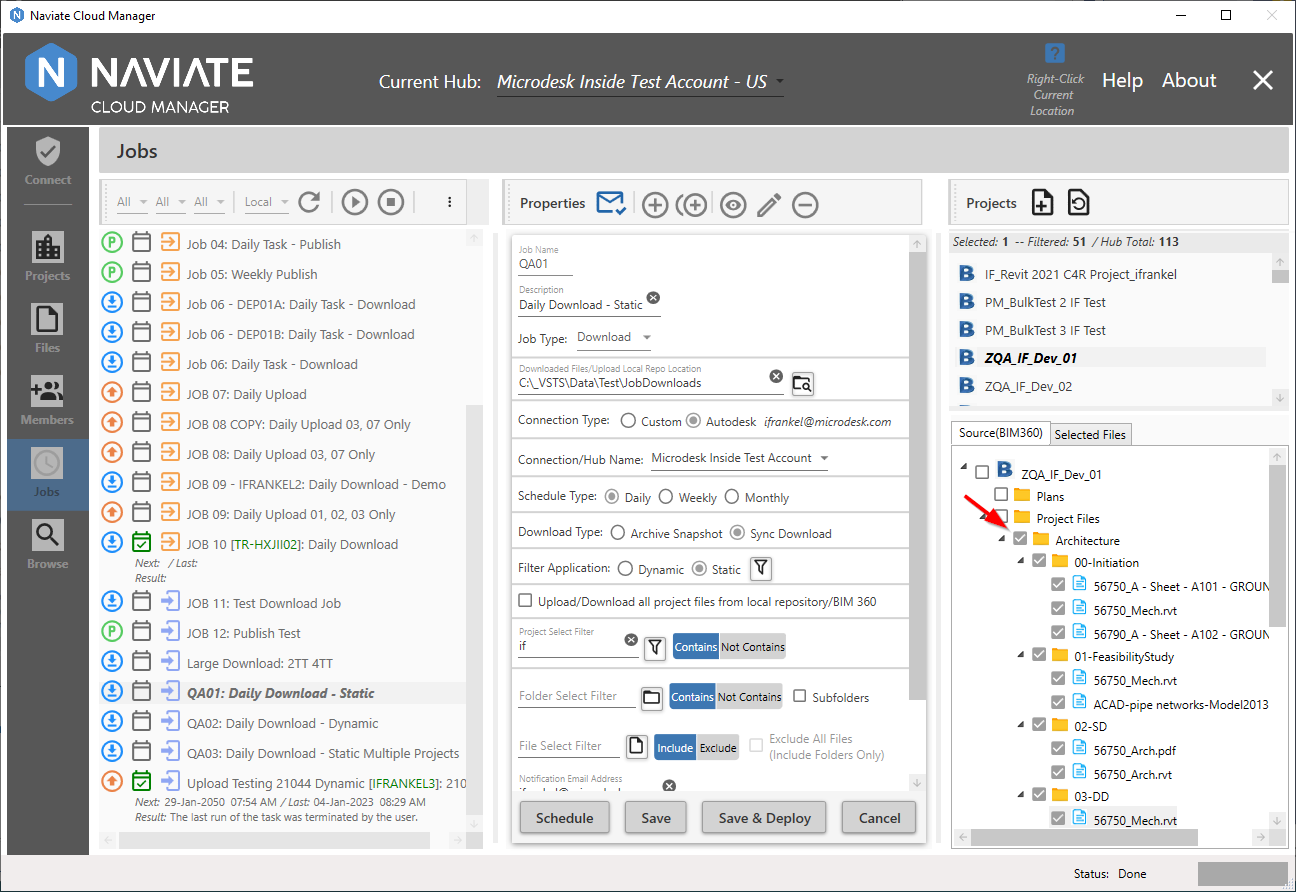 Naviate Cloud Manager
NAVIATE
CLOUD MANAGER
Current Hub: Microdesk Inside Test Account - US
Right-Click
Current
Location
Help
About
Connect
Projects
Files
Members
Jobs
Browse
Jobs
All
All
All
Local
Job 04: Daily Task - Publish
Job 05: Weekly Publish
Job 06 - DEP01A: Daily Task - Download
Job 06 - DEP01B: Daily Task - Download
Job 06: Daily Task - Download
JOB 07: Daily Upload
JOB 08 COPY: Daily Upload 03, 07 Only
JOB 08: Daily Upload 03, 07 Only
JOB 09 - IFRANKEL2: Daily Download - Demo
JOB 09: Daily Upload 01, 02, 03 Only
JOB 10 [TR-HXJII02]: Daily Download
Next: / Last:
Result:
JOB 11: Test Download Job
JOB 12: Publish Test
Large Download: 2TT 4TT
QA01: Daily Download - Static
QA02: Daily Download - Dynamic
QA03: Daily Download - Static Multiple Projects
Upload Testing 21044 Dynamic [IFRANKEL3]: 210
Next: 29-Jan-2050 07:54 AM / Last: 04-Jan-2023 08:29 AM
Result: The last run of the task was terminated by the user.
Properties
Job Name
QA01
Description
Daily Download - Static
Job Type: Download
Downloaded Files/Upload Local Repo Location
C:\_VSTS\Data\Test\JobDownloads
Connection Type: Custom Autodesk ifrankel@microdesk.com
Connection/Hub Name: Microdesk Inside Test Account
Schedule Type: Daily Weekly Monthly
Download Type: Archive Snapshot Sync Download
Filter Application: Dynamic Static
Upload/Download all project files from local repository/BIM 360
Project Select Filter
if
Contains Not Contains
Folder Select Filter Contains Not Contains Subfolders
File Select Filter Include Exclude Exclude All Files
(Include Folders Only)
Notification Email Address
Schedule
Save
Save & Deploy
Cancel
Projects
Selected: 1 -- Filtered: 51 / Hub Total: 113
IF_Revit 2021 C4R Project_ifrankel
PM_BulkTest 2 IF Test
PM_BulkTest 3 IF Test
ZQA_IF_Dev_01
ZQA_IF_Dev_02
Source(BIM360)
Selected Files
ZQA_IF_Dev_01
Plans
Project Files
Architecture
00-Initiation
56750_A - Sheet - A101 - GROUN
56750_Mech.rvt
56790_A - Sheet - A102 - GROUN
01-FeasibilityStudy
56750_Mech.rvt
ACAD-pipe networks-Model2013
02-SD
56750_Arch.pdf
56750_Arch.rvt
03-DD
56750_Mech.rvt
Status: Done